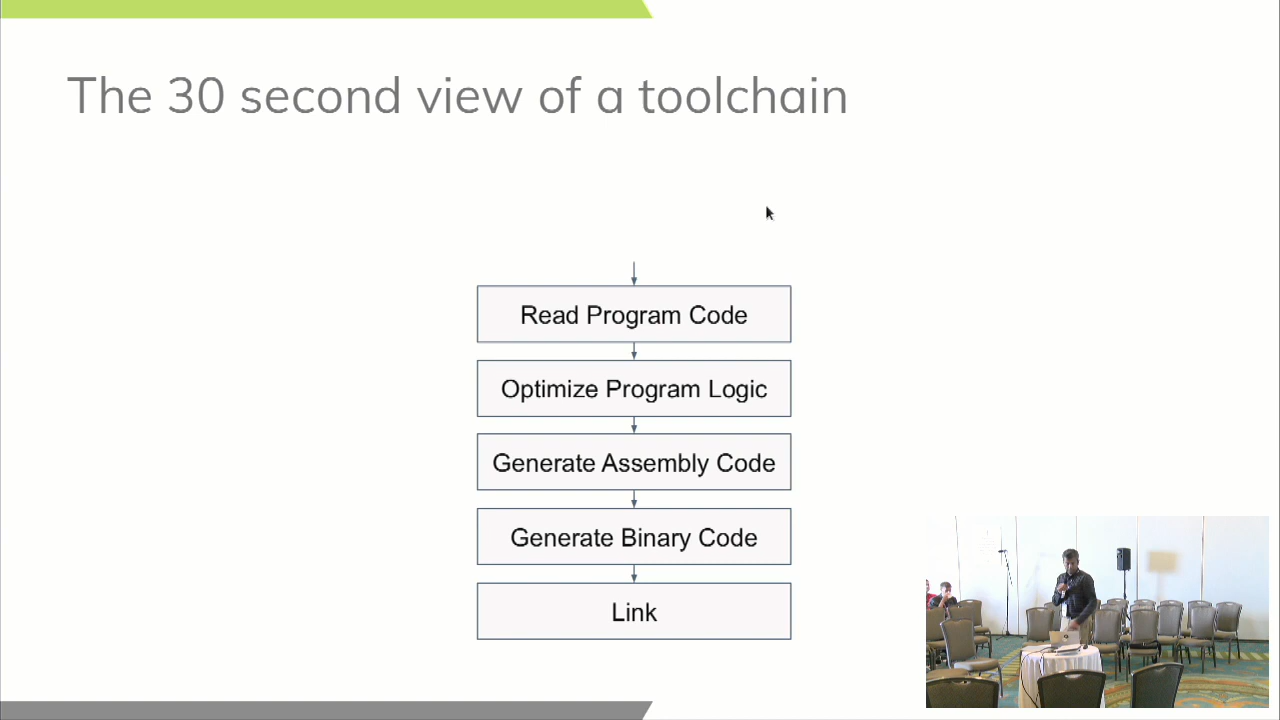 The 30 second view of a toolchain
Read Program Code
Optimize Program Logic
Generate Assembly Code
Generate Binary Code
Link